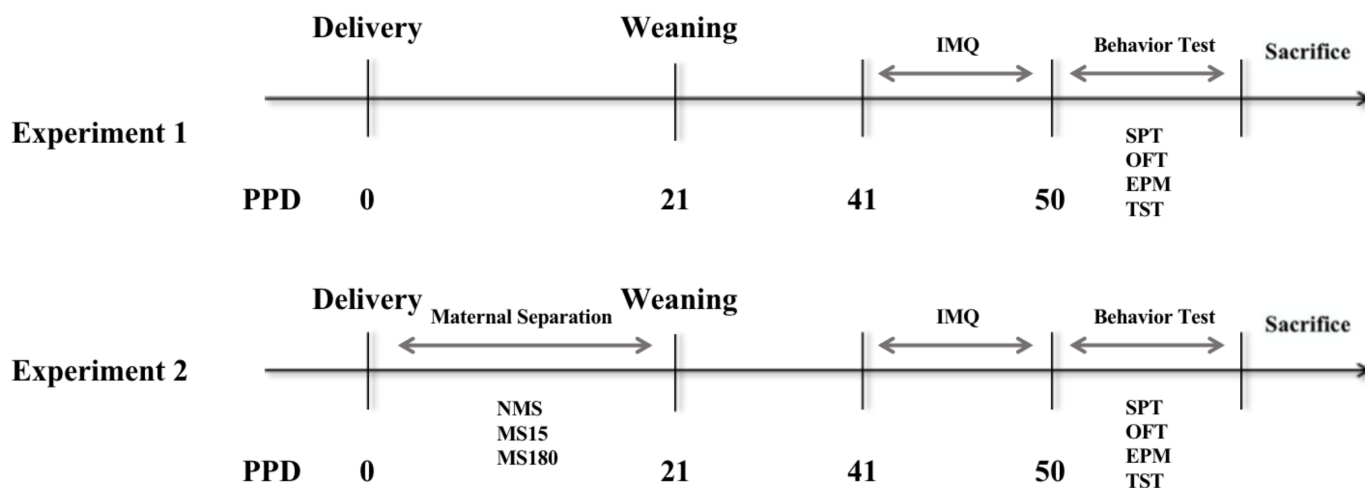 Delivery Weaning IMQ Behavior Test Sacrifice
Experiment 1
SPT
OFT
EPM
TST
PPD 0 21 41 50
Delivery Maternal Separation Weaning IMQ Behavior Test Sacrifice
Experiment 2
NMS
MS15
MS180
SPT
OFT
EPM
TST
PPD 0 21 41 50